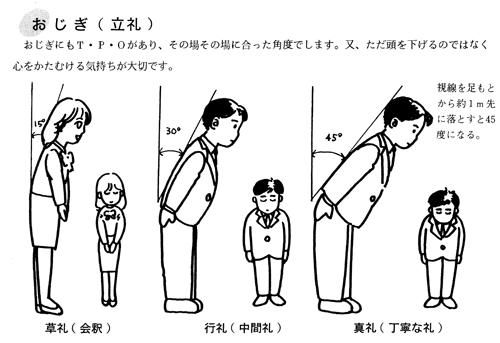 おじぎ（立礼）
おじぎにもT・P・Oがあり、その場その場に合った角度でします。又、ただ頭を下げるのではなく
心をかたむける気持ちが大切です。
視線を足もと
から約1m先
に落とすと45
度になる。
15°
30°
45°
草礼（会釈）
行礼（中間礼）
真礼（丁寧な礼）